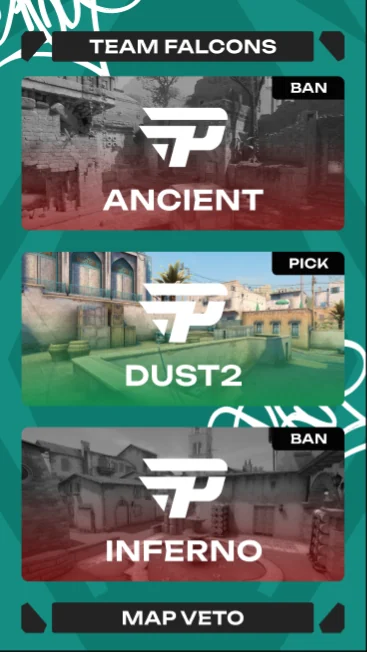 TEAM FALCONS
BAN
ANCIENT
PICK
DUST2
BAN
INFERNO
MAP VETO